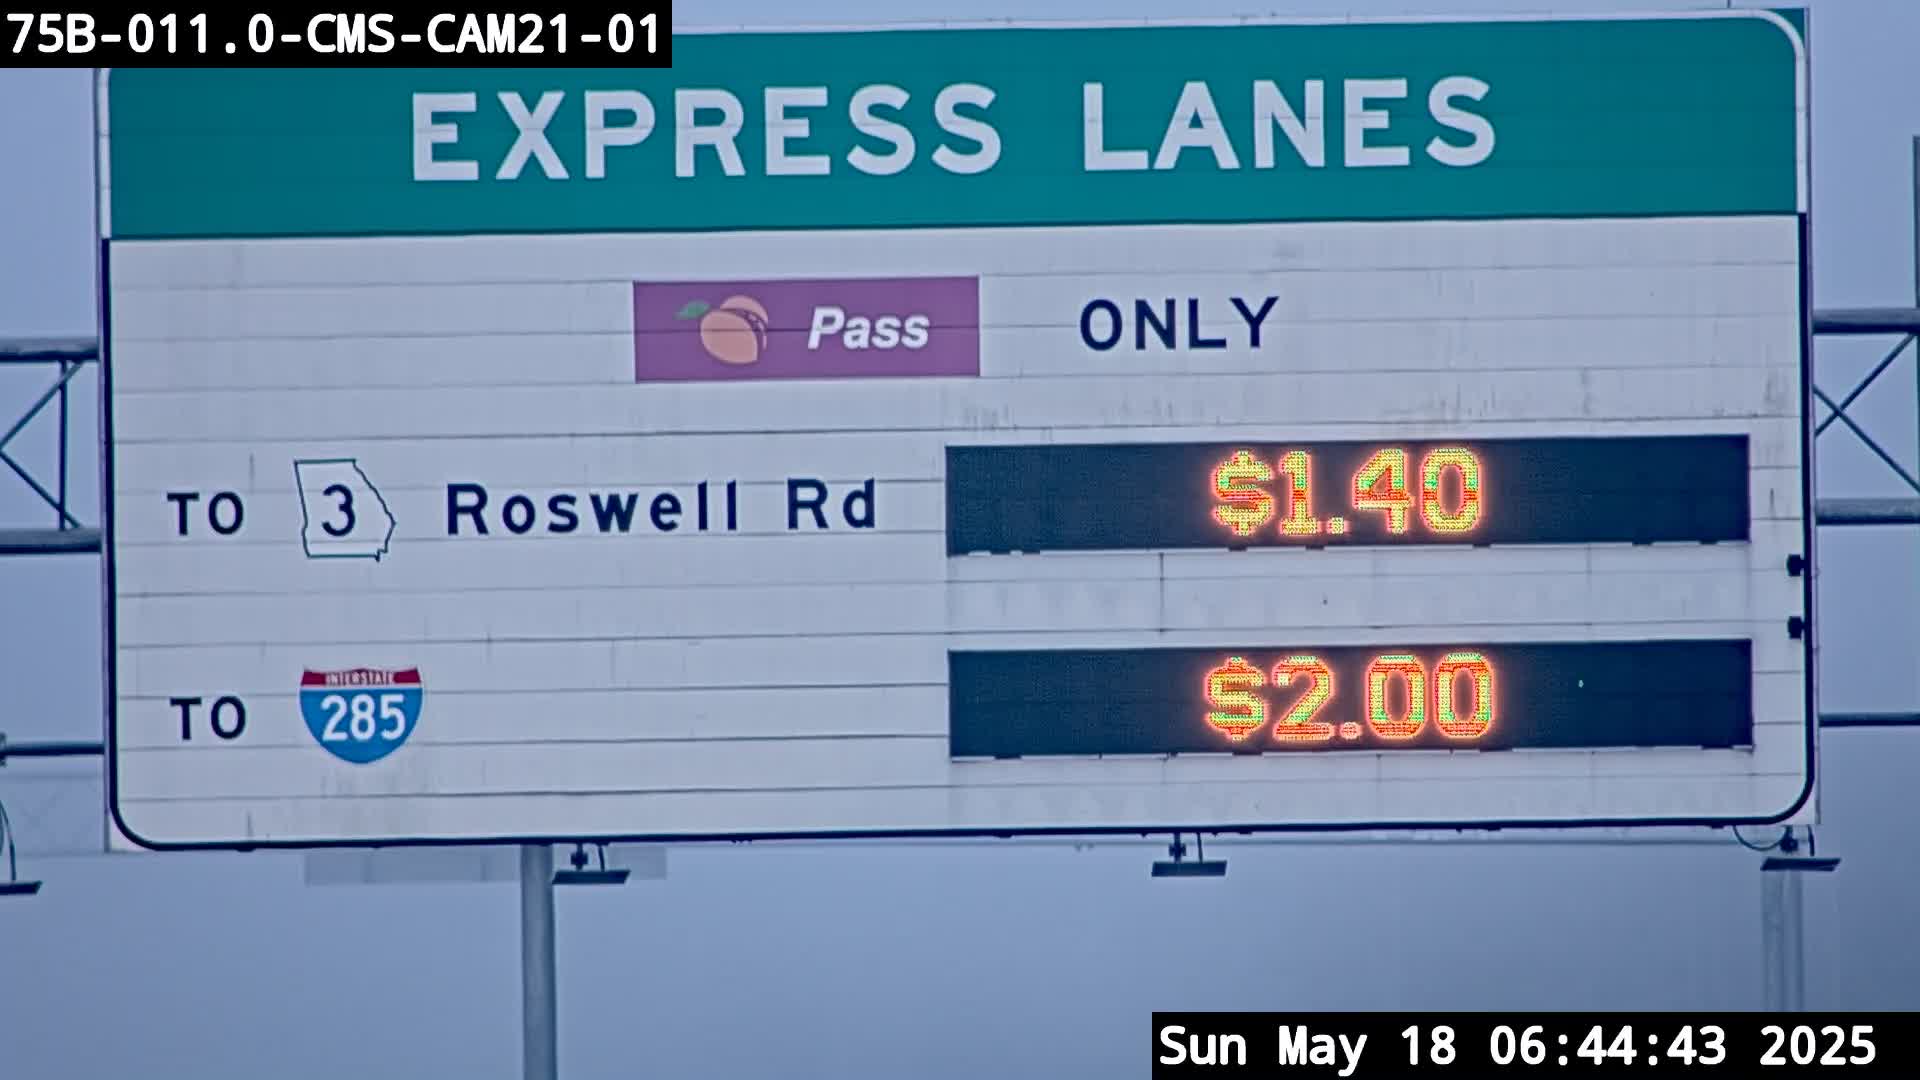 75B-011.0-CMS-CAM21-01
EXPRESS LANES
Pass ONLY
TO 3 Roswell Rd $1.40
TO INTERSTATE 285 $2.00
Sun May 18 06:44:43 2025